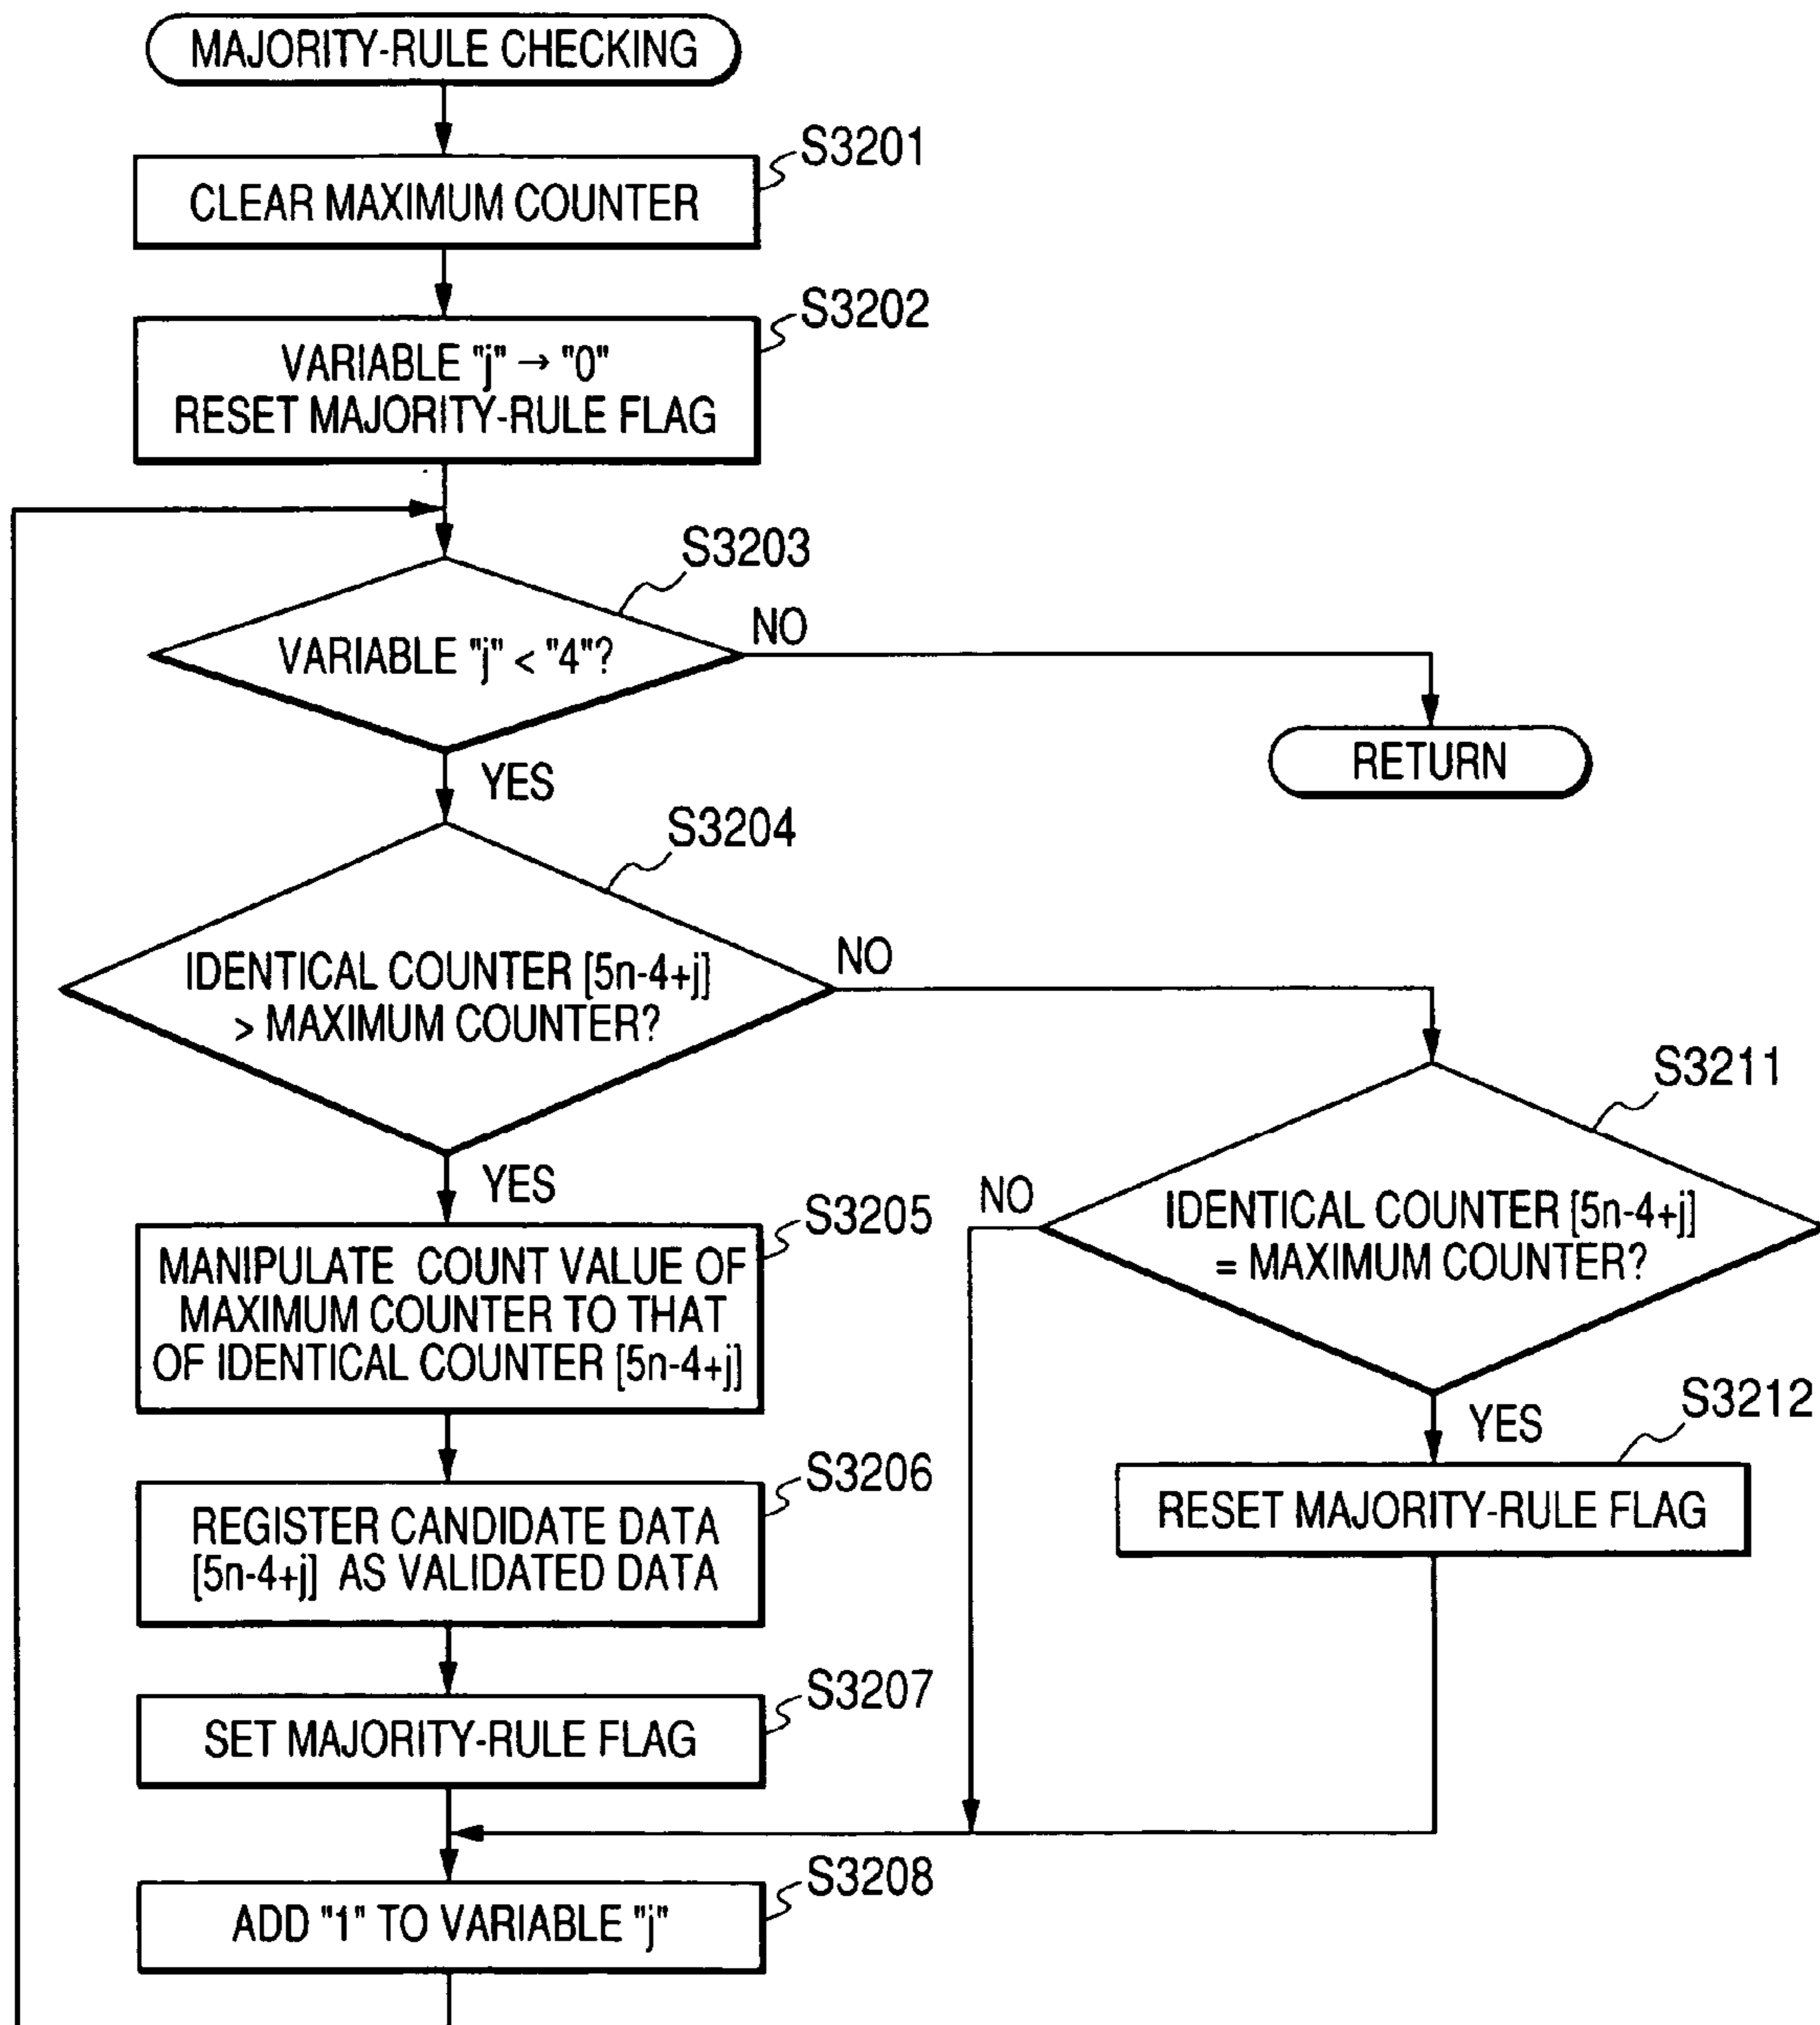 MAJORITY-RULE CHECKING
S3201
CLEAR MAXIMUM COUNTER
S3202
VARIABLE "j" → "0"
RESET MAJORITY-RULE FLAG
S3203
VARIABLE "j" < "4"?
NO
RETURN
YES
S3204
IDENTICAL COUNTER [5n-4+j]
> MAXIMUM COUNTER?
NO
YES
S3211
IDENTICAL COUNTER [5n-4+j]
= MAXIMUM COUNTER?
NO
YES
S3205
MANIPULATE COUNT VALUE OF
MAXIMUM COUNTER TO THAT
OF IDENTICAL COUNTER [5n-4+j]
S3212
RESET MAJORITY-RULE FLAG
S3206
REGISTER CANDIDATE DATA
[5n-4+j] AS VALIDATED DATA
S3207
SET MAJORITY-RULE FLAG
S3208
ADD "1" TO VARIABLE "j"